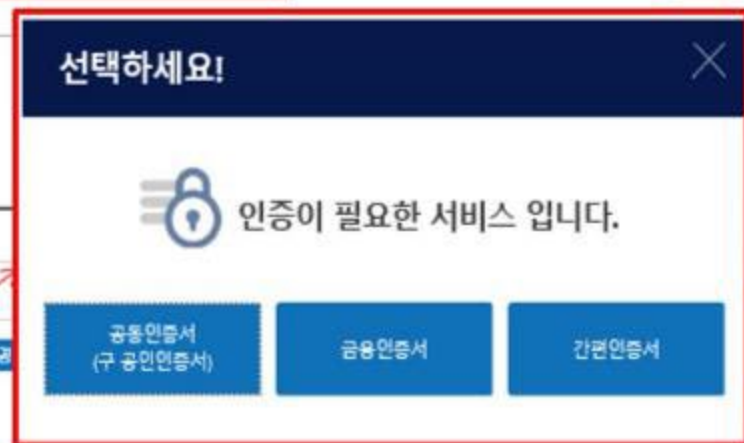 선택하세요!
인증이 필요한 서비스 입니다.
공동인증서
(구 공인인증서)
금융인증서
간편인증서